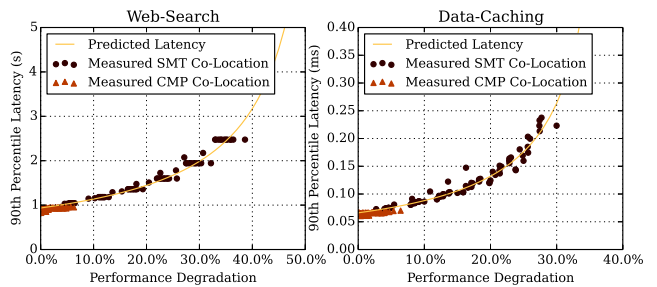 Web-Search
5
4
3
2
1
0
90th Percentile Latency (s)
Predicted Latency
Measured SMT Co-Location
Measured CMP Co-Location
0.0% 10.0% 20.0% 30.0% 40.0% 50.0%
Performance Degradation
Data-Caching
0.40
0.35
0.30
0.25
0.20
0.15
0.10
0.05
0.00
90th Percentile Latency (ms)
Predicted Latency
Measured SMT Co-Location
Measured CMP Co-Location
0.0% 10.0% 20.0% 30.0% 40.0%
Performance Degradation